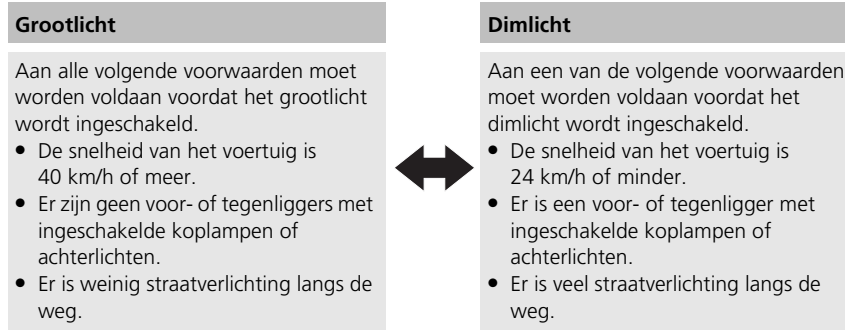 Grootlicht
Aan alle volgende voorwaarden moet
worden voldaan voordat het grootlicht
wordt ingeschakeld.
● De snelheid van het voertuig is
40 km/h of meer.
● Er zijn geen voor- of tegenliggers met
ingeschakelde koplampen of
achterlichten.
● Er is weinig straatverlichting langs de
weg.
Dimlicht
Aan een van de volgende voorwaarden
moet worden voldaan voordat het
dimlicht wordt ingeschakeld.
● De snelheid van het voertuig is
24 km/h of minder.
● Er is een voor- of tegenligger met
ingeschakelde koplampen of
achterlichten.
● Er is veel straatverlichting langs de
weg.